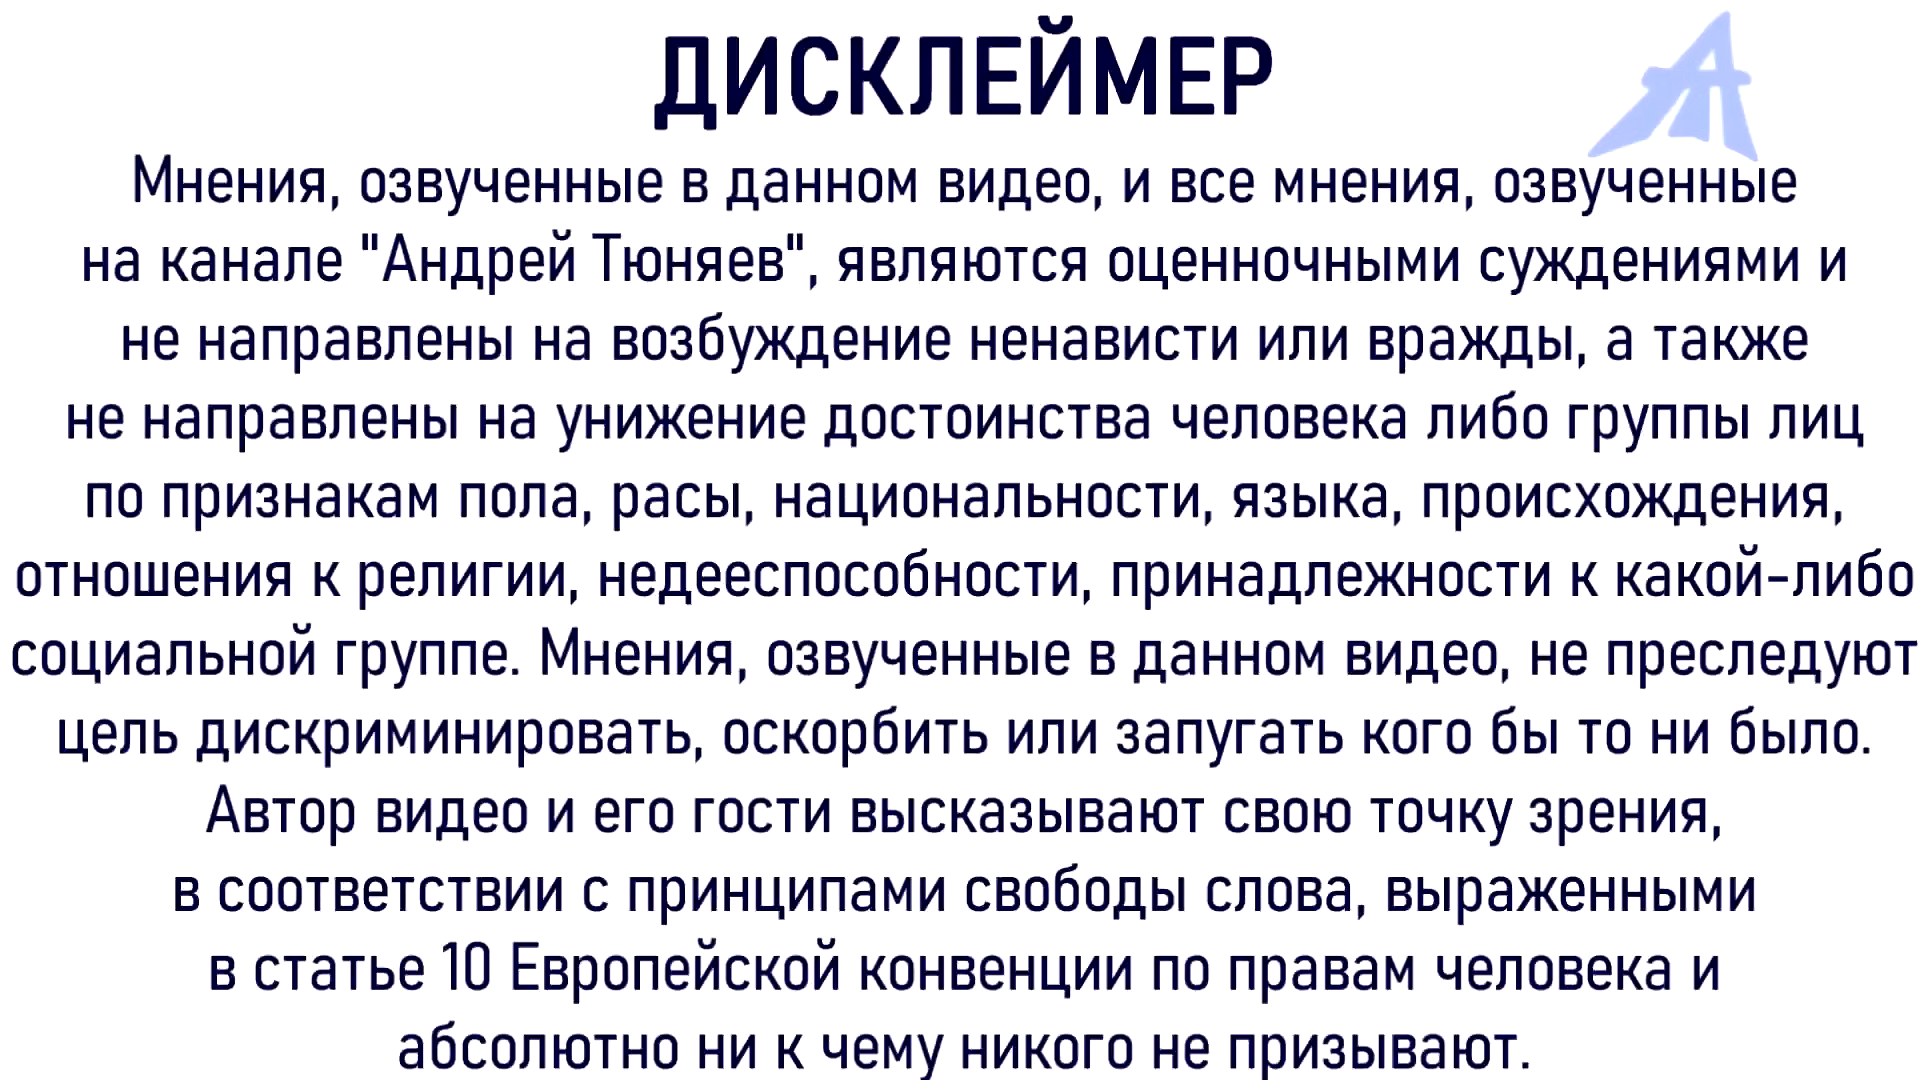 ДИСКЛЕЙМЕР
Мнения, озвученные в данном видео, и все мнения, озвученные
на канале "Андрей Тюняев", являются оценночными суждениями и
не направлены на возбуждение ненависти или вражды, а также
не направлены на унижение достоинства человека либо группы лиц
по признакам пола, расы, национальности, языка, происхождения,
отношения к религии, недееспособности, принадлежности к какой-либо
социальной группе. Мнения, озвученные в данном видео, не преследуют
цель дискриминировать, оскорбить или запугать кого бы то ни было.
Автор видео и его гости высказывают свою точку зрения,
в соответствии с принципами свободы слова, выраженными
в статье 10 Европейской конвенции по правам человека и
абсолютно ни к чему никого не призывают.